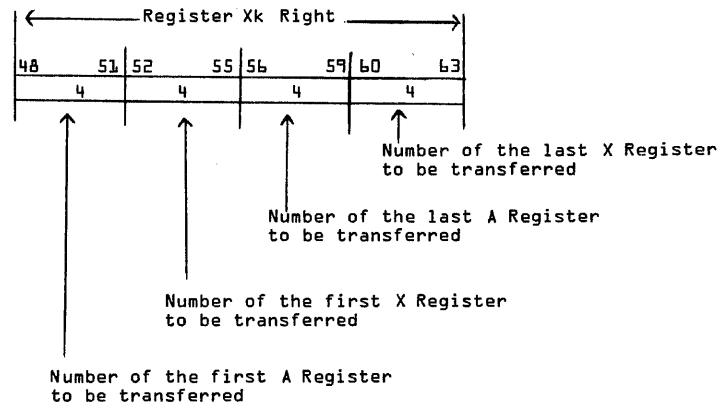 Register Xk Right
48 51 52 55 56 59 60 63
4 4 4 4
Number of the last X Register
to be transferred
Number of the last A Register
to be transferred
Number of the first X Register
to be transferred
Number of the first A Register
to be transferred